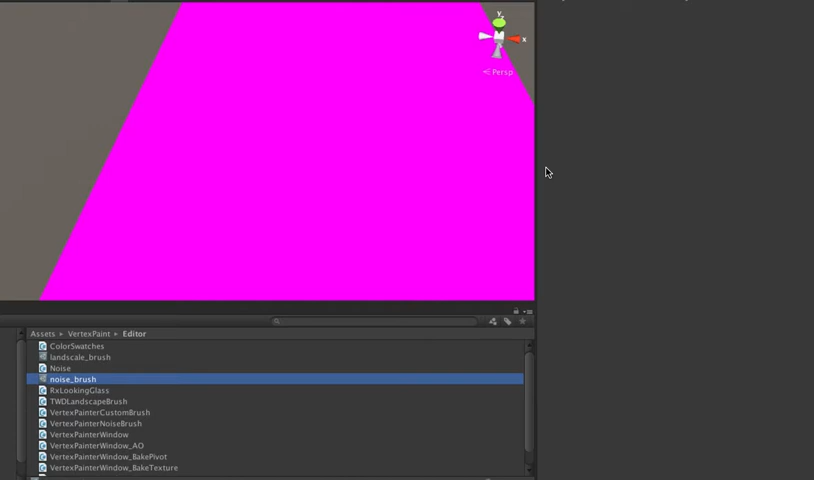 Y
x
Persp
Assets ▸ VertexPaint ▸ Editor
ColorSwatches
landscale_brush
Noise
noise_brush
RxLookingGlass
TWDLandscapeBrush
VertexPainterCustomBrush
VertexPainterNoiseBrush
VertexPainterWindow
VertexPainterWindow_AO
VertexPainterWindow_BakePivot
VertexPainterWindow_BakeTexture